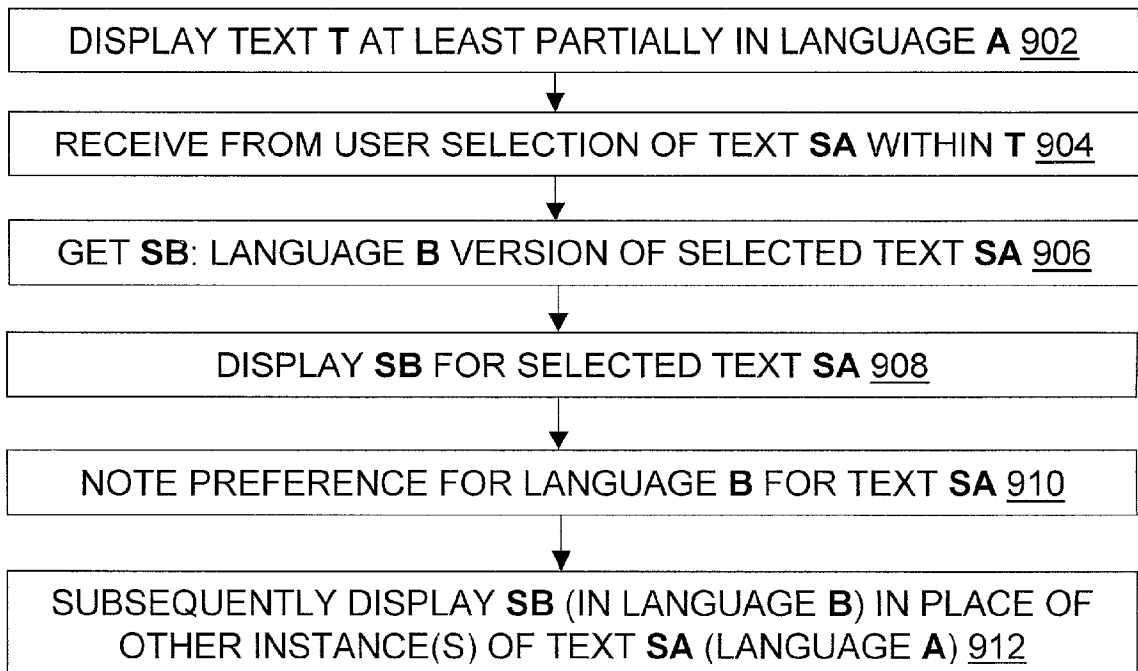 DISPLAY TEXT T AT LEAST PARTIALLY IN LANGUAGE A 902
RECEIVE FROM USER SELECTION OF TEXT SA WITHIN T 904
GET SB: LANGUAGE B VERSION OF SELECTED TEXT SA 906
DISPLAY SB FOR SELECTED TEXT SA 908
NOTE PREFERENCE FOR LANGUAGE B FOR TEXT SA 910
SUBSEQUENTLY DISPLAY SB (IN LANGUAGE B) IN PLACE OF
OTHER INSTANCE(S) OF TEXT SA (LANGUAGE A) 912